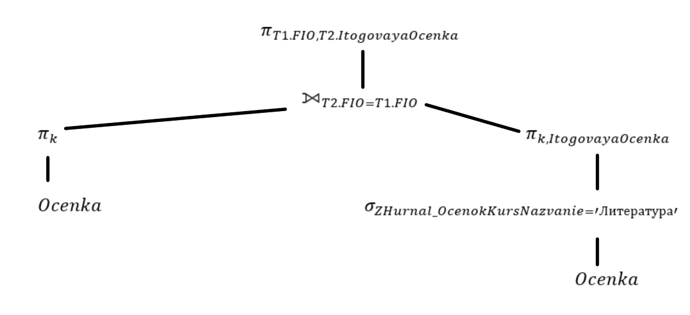 π T1.FIO,T2.ItogovayaOcenka
⟕ T2.FIO=T1.FIO
π k
π k,ItogovayaOcenka
Ocenka
σ ZHurnal_OcenokKursNazvanie=′Литература′
Ocenka